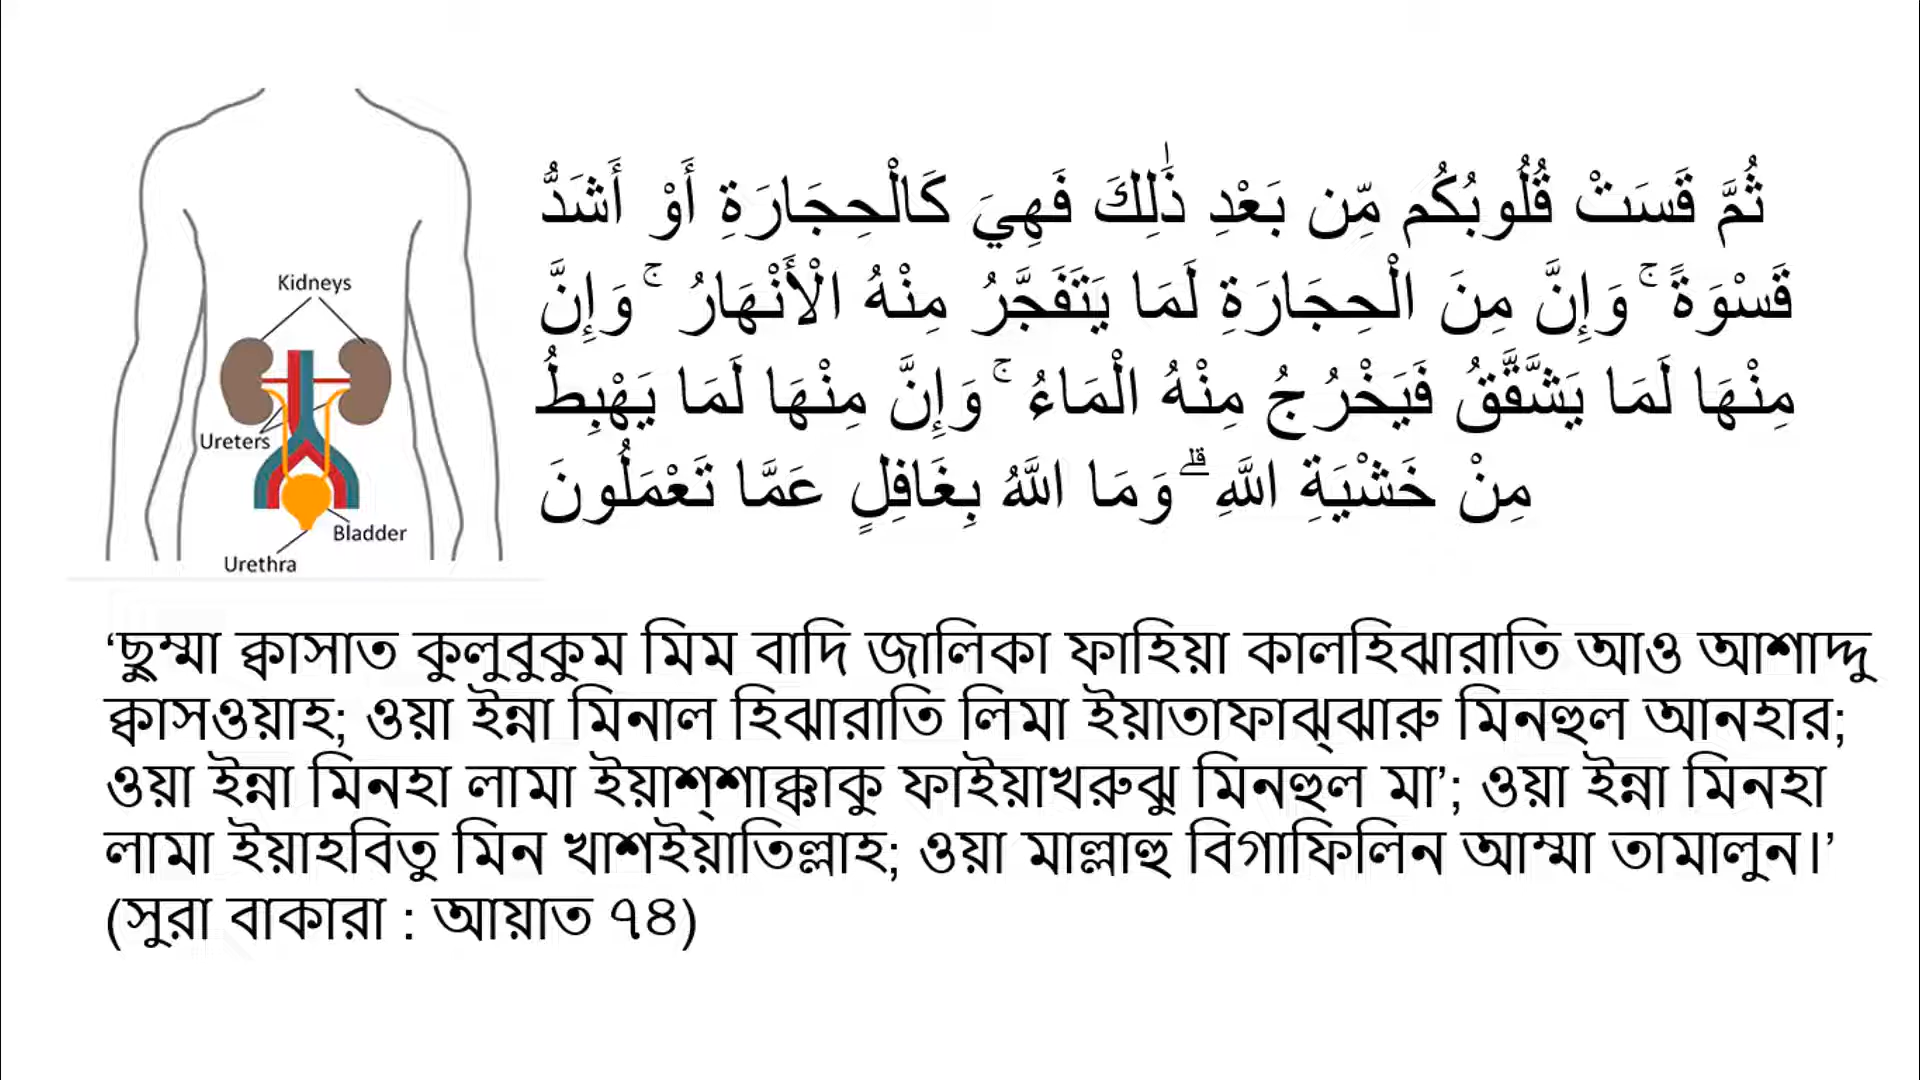 Kidneys
Ureters
Bladder
Urethra
ثُمَّ قَسَتْ قُلُوبُكُم مِّن بَعْدِ ذَٰلِكَ فَهِيَ كَالْحِجَارَةِ أَوْ أَشَدُّ
قَسْوَةً ۚ وَإِنَّ مِنَ الْحِجَارَةِ لَمَا يَتَفَجَّرُ مِنْهُ الْأَنْهَارُ ۚ وَإِنَّ
مِنْهَا لَمَا يَشَّقَّقُ فَيَخْرُجُ مِنْهُ الْمَاءُ ۚ وَإِنَّ مِنْهَا لَمَا يَهْبِطُ
مِنْ خَشْيَةِ اللَّهِ ۗ وَمَا اللَّهُ بِغَافِلٍ عَمَّا تَعْمَلُونَ
‘ছুম্মা ক্বাসাত কুলুবুকুম মিম বাদি জালিকা ফাহিয়া কালহিঝারাতি আও আশাদ্দু
ক্বাসওয়াহ; ওয়া ইন্না মিনাল হিঝারাতি লিমা ইয়াতাফাঝ্‌ঝারু মিনহুল আনহার;
ওয়া ইন্না মিনহা লামা ইয়াশ্‌শাক্কাকু ফাইয়াখরুঝু মিনহুল মা’; ওয়া ইন্না মিনহা
লামা ইয়াহবিতু মিন খাশইয়াতিল্লাহ; ওয়া মাল্লাহু বিগাফিলিন আম্মা তামালুন।’
(সুরা বাকারা : আয়াত ৭৪)